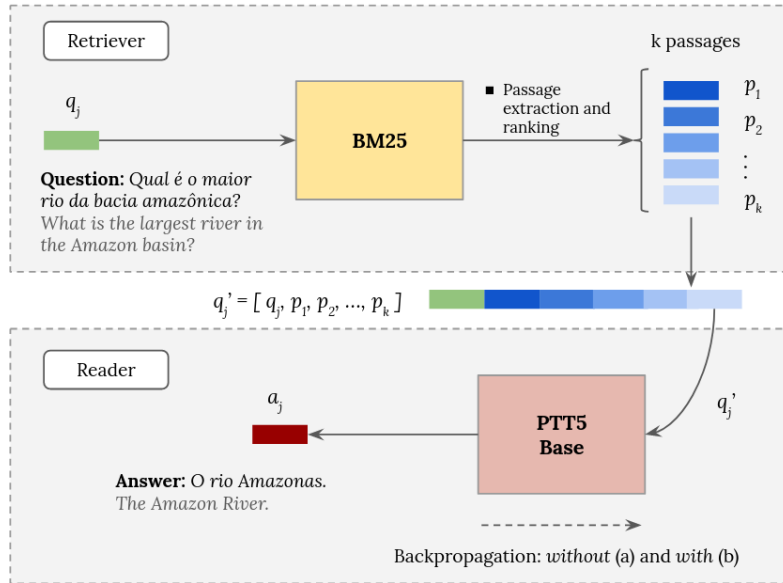 Retriever
k passages
q_j
BM25
■ Passage
extraction and
ranking
p_1
p_2
⋮
p_k
Question: Qual é o maior
rio da bacia amazônica?
What is the largest river in
the Amazon basin?
q_j' = [ q_j, p_1, p_2, ..., p_k ]
Reader
a_j
PTT5
Base
q_j'
Answer: O rio Amazonas.
The Amazon River.
Backpropagation: without (a) and with (b)